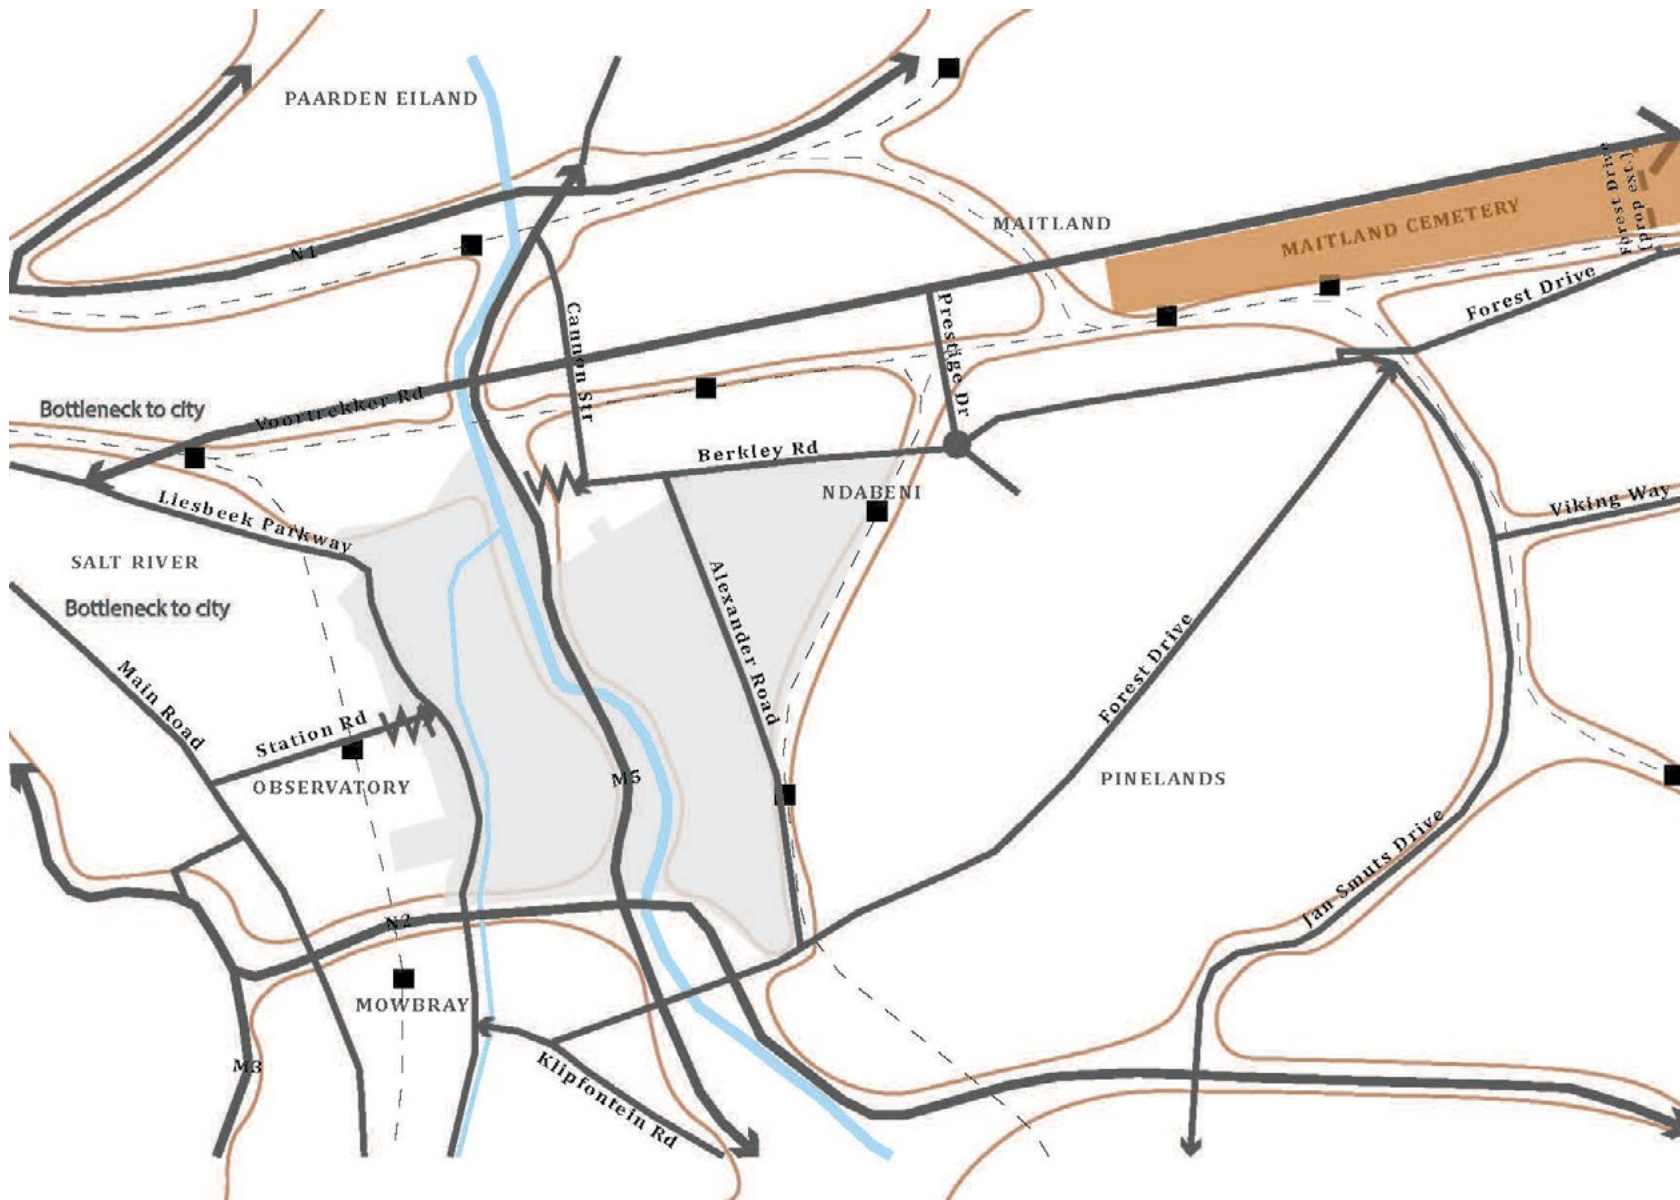 PAARDEN EILAND
N1
MAITLAND
MAITLAND CEMETERY
Forest Drive
(prop ext.)
Forest Drive
Cannon Str
Prestige Dr
Bottleneck to city
Voortrekker Rd
Berkley Rd
NDABENI
Viking Way
Liesbeek Parkway
SALT RIVER
Bottleneck to city
Alexander Road
Main Road
Station Rd
Forest Drive
OBSERVATORY
M5
PINELANDS
Jan Smuts Drive
N2
MOWBRAY
M3
Klipfontein Rd